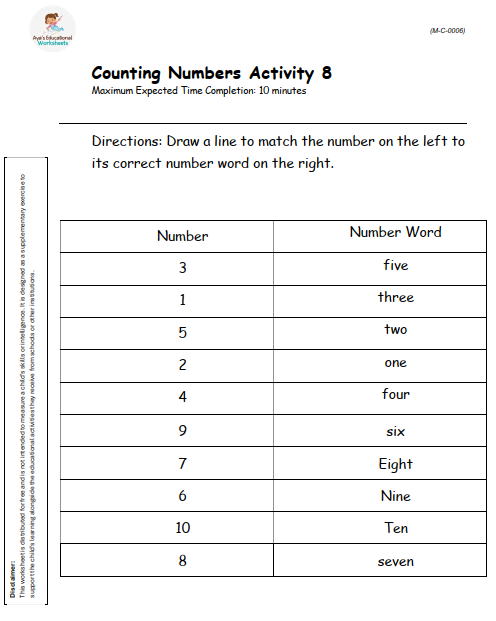 Aya's Educational
Worksheets
(M-C-0006)
Counting Numbers Activity 8
Maximum Expected Time Completion: 10 minutes
Directions: Draw a line to match the number on the left to
its correct number word on the right.
Number Number Word
3 five
1 three
5 two
2 one
4 four
9 six
7 Eight
6 Nine
10 Ten
8 seven
Disclaimer:
This worksheet is distributed for free and is not intended to measure a child's skills or intelligence. It is designed as a supplementary exercise to
support the child's learning alongside the educational activities they receive from schools or other institutions.